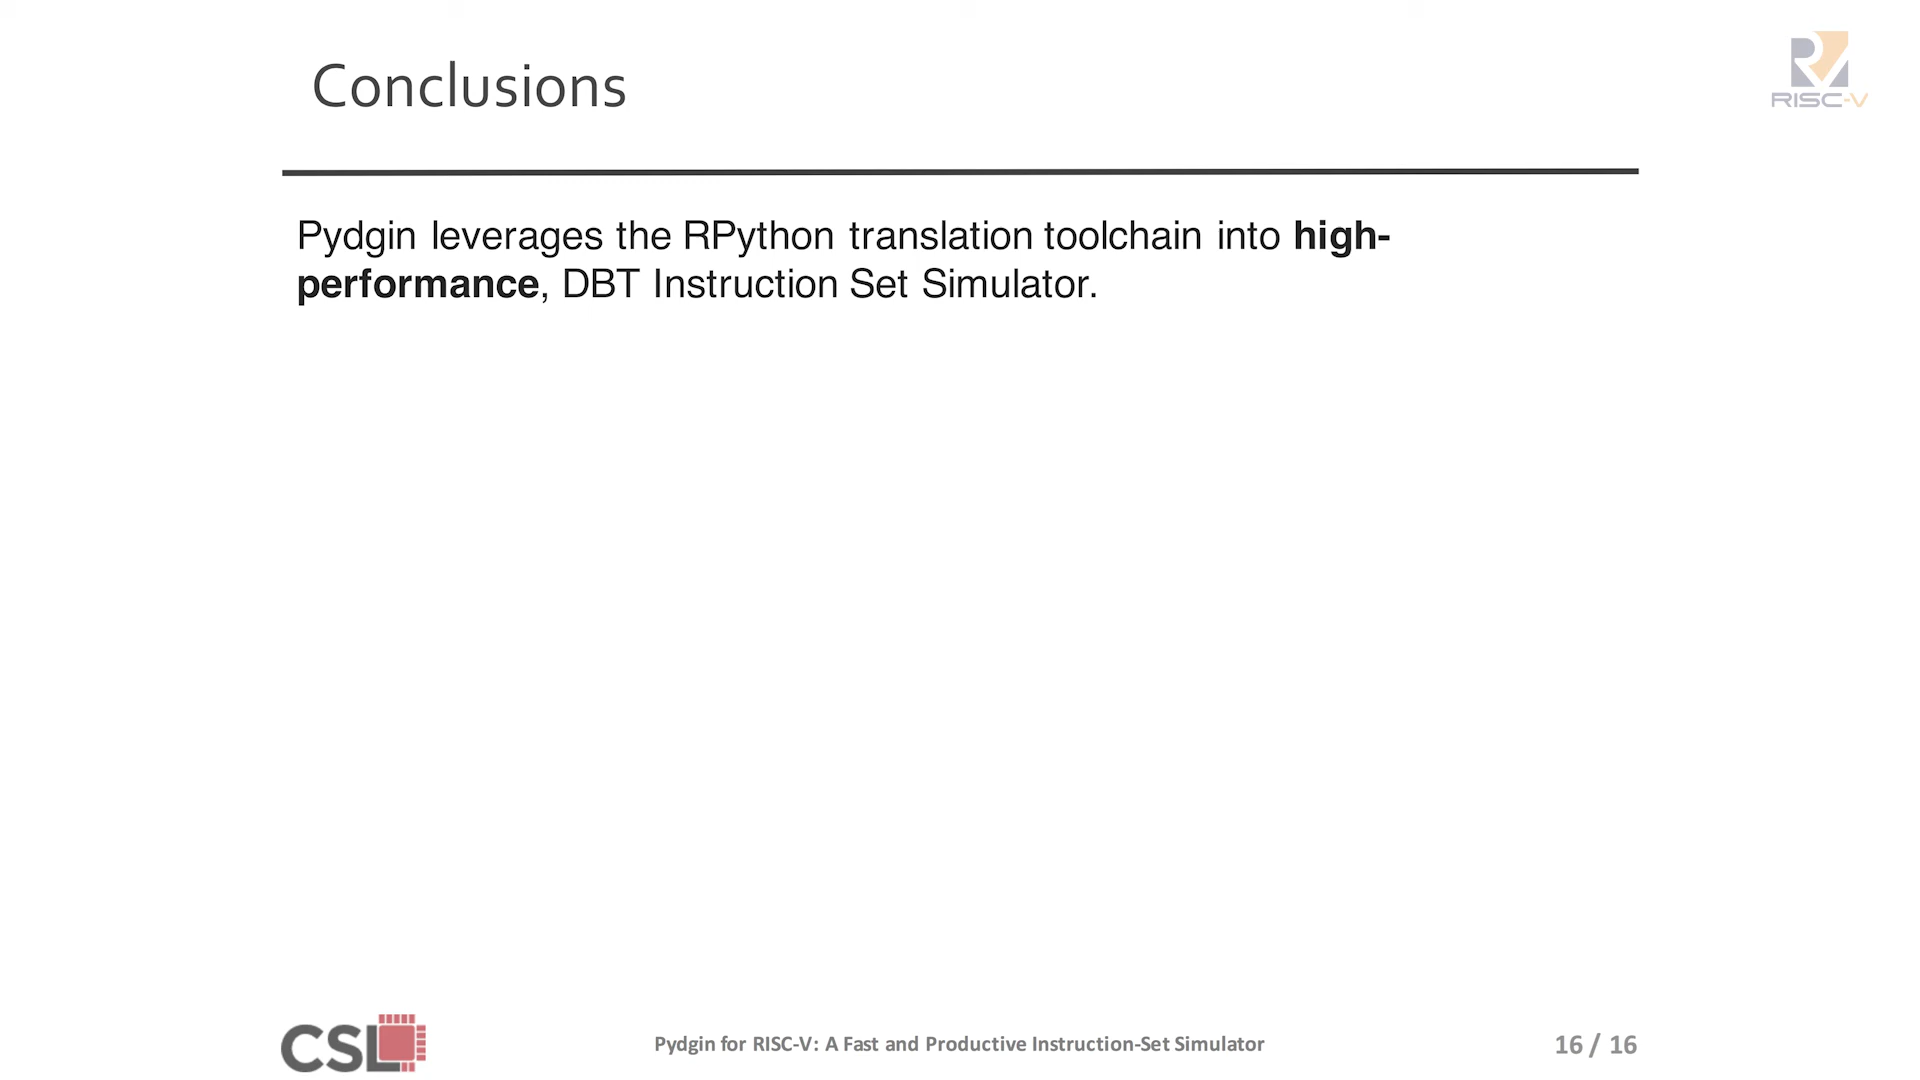 Conclusions
RISC-V
Pydgin leverages the RPython translation toolchain into high-
performance, DBT Instruction Set Simulator.
CSL
Pydgin for RISC-V: A Fast and Productive Instruction-Set Simulator
16 / 16